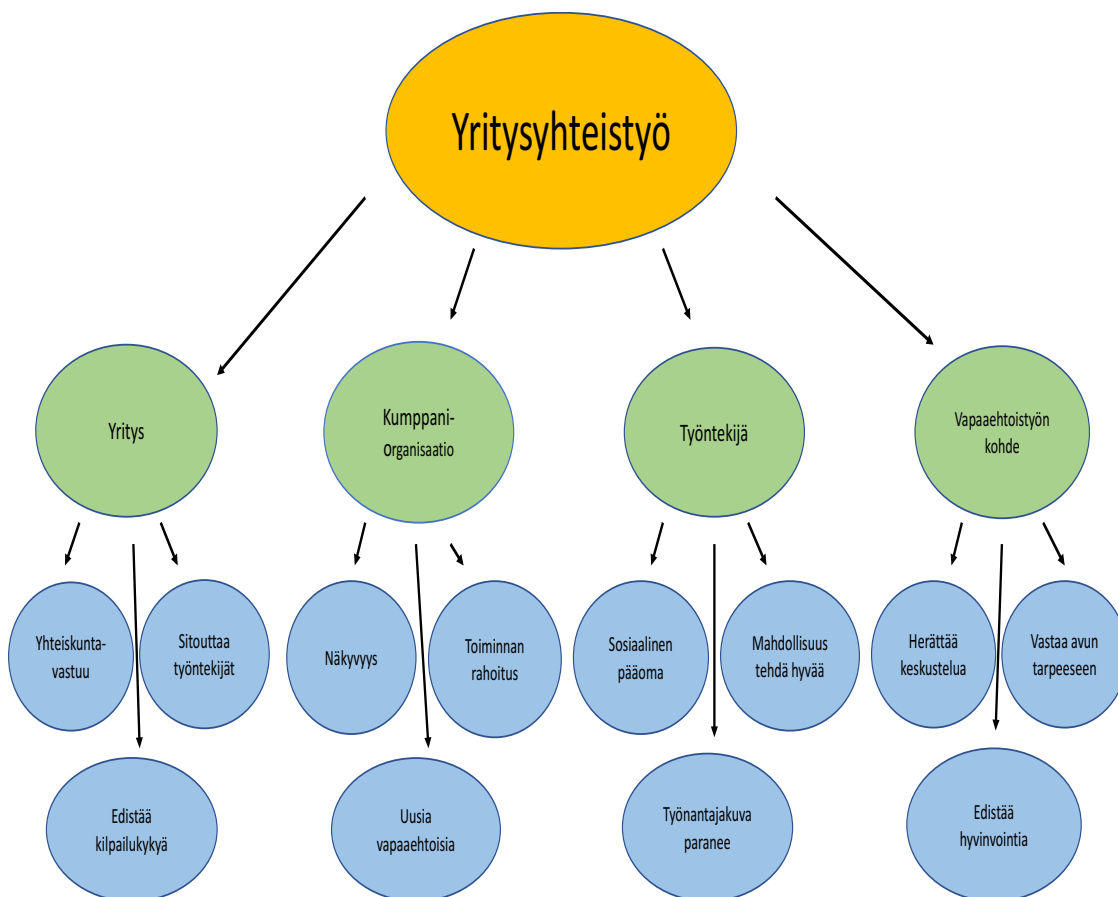 Yritysyhteistyö
Yritys
Kumppani-
organisaatio
Työntekijä
Vapaaehtoistyön
kohde
Yhteiskunta-
vastuu
Sitouttaa
työntekijät
Näkyvyys
Toiminnan
rahoitus
Sosiaalinen
pääoma
Mahdollisuus
tehdä hyvää
Herättää
keskustelua
Vastaa avun
tarpeeseen
Edistää
kilpailukykyä
Uusia
vapaaehtoisia
Työnantajakuva
paranee
Edistää
hyvinvointia